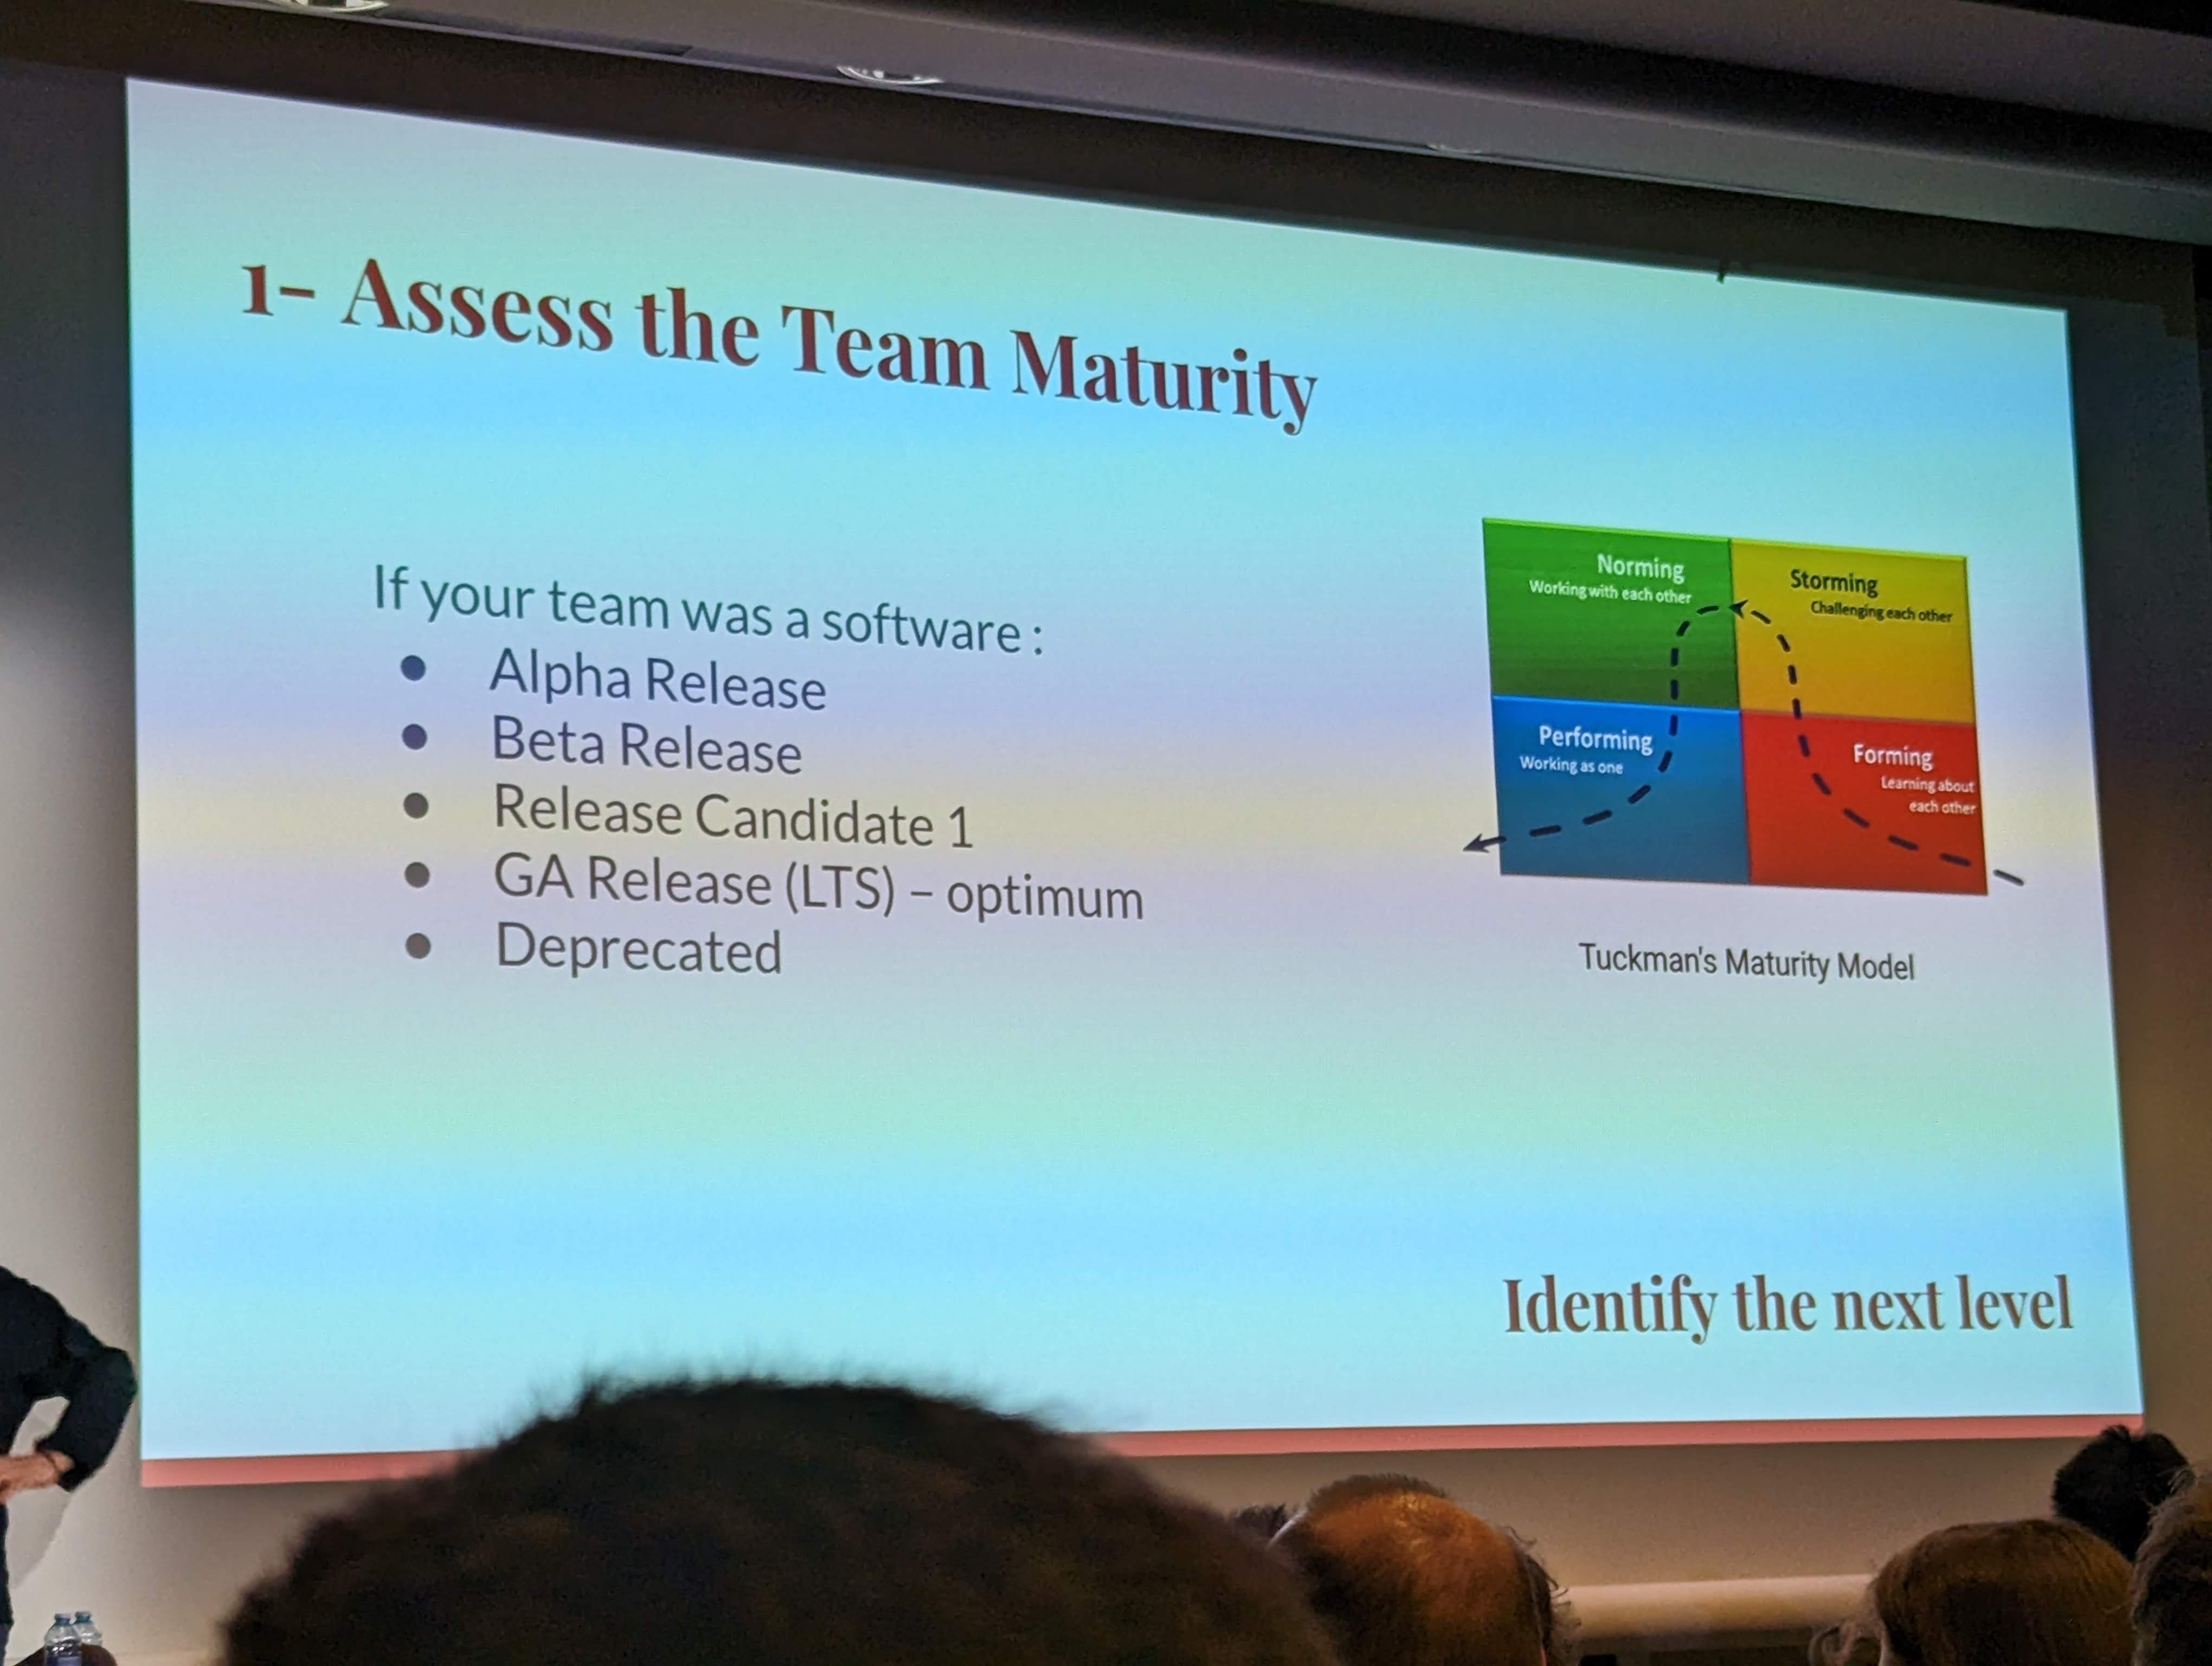 1- Assess the Team Maturity
If your team was a software :
● Alpha Release
● Beta Release
● Release Candidate 1
● GA Release (LTS) – optimum
● Deprecated
Norming
Working with each other
Storming
Challenging each other
Performing
Working as one
Forming
Learning about
each other
Tuckman's Maturity Model
Identify the next level